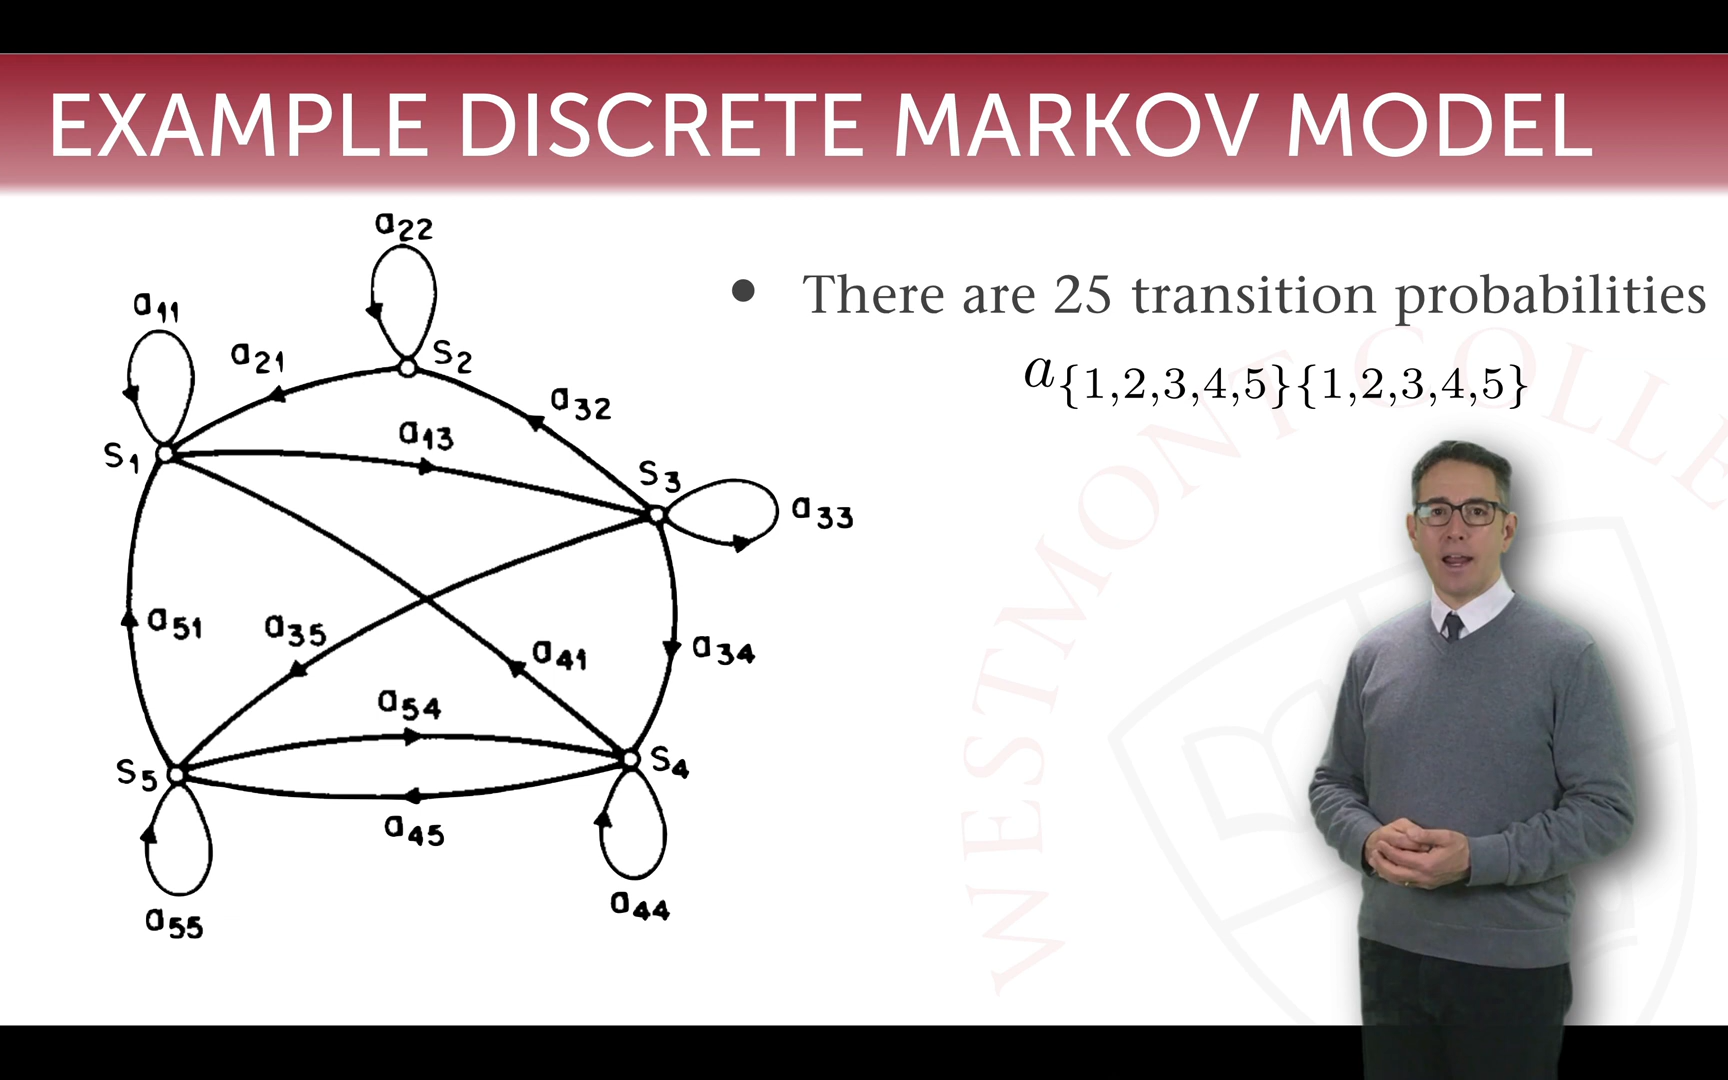 EXAMPLE DISCRETE MARKOV MODEL
a22
a11
a21
S2
a32
a13
S1
S3
a33
a51
a35
a41
a34
a54
S5
S4
a45
a55
a44
• There are 25 transition probabilities
a{1,2,3,4,5}{1,2,3,4,5}
WESTMONT COLLE